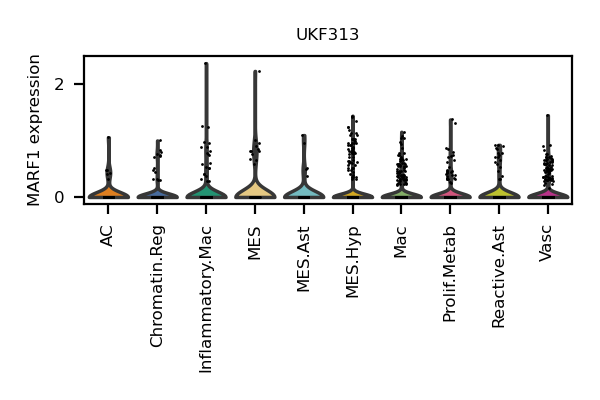 UKF313
MARF1 expression
2
0
AC
Chromatin.Reg
Inflammatory.Mac
MES
MES.Ast
MES.Hyp
Mac
Prolif.Metab
Reactive.Ast
Vasc